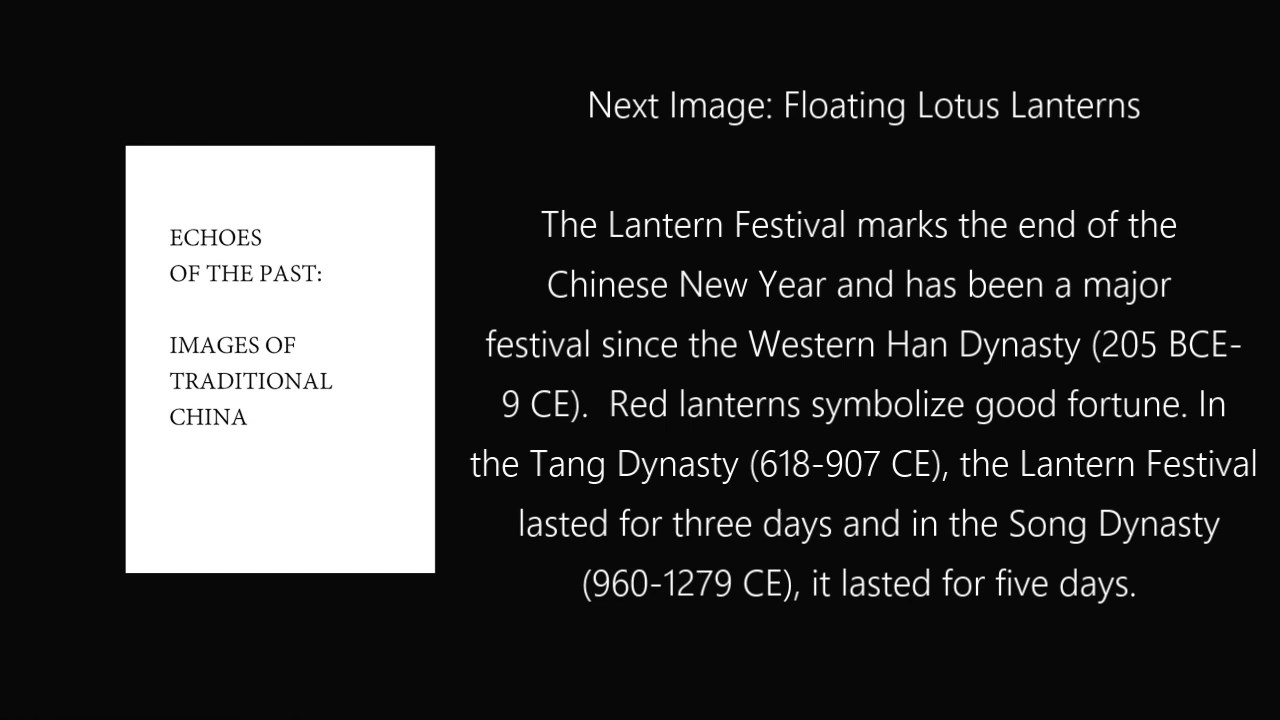 ECHOES
OF THE PAST:
IMAGES OF
TRADITIONAL
CHINA
Next Image: Floating Lotus Lanterns
The Lantern Festival marks the end of the
Chinese New Year and has been a major
festival since the Western Han Dynasty (205 BCE-
9 CE).  Red lanterns symbolize good fortune. In
the Tang Dynasty (618-907 CE), the Lantern Festival
lasted for three days and in the Song Dynasty
(960-1279 CE), it lasted for five days.